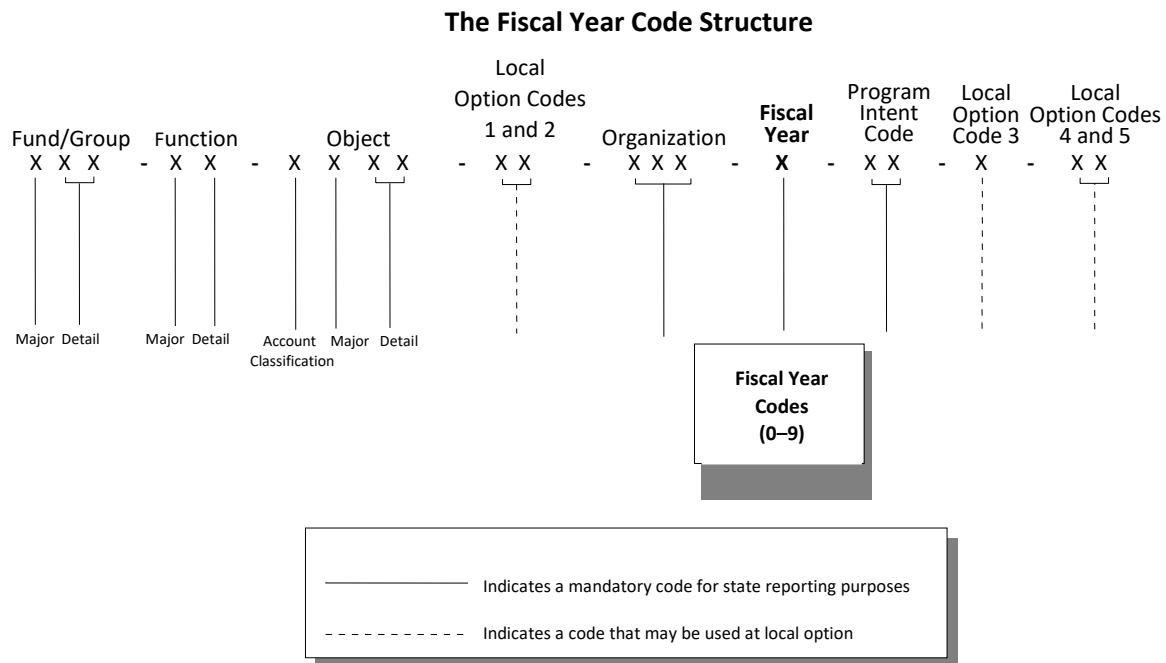 The Fiscal Year Code Structure
Fund/Group
Function
Object
Local
Option Codes
1 and 2
Organization
Fiscal
Year
Program
Intent
Code
Local
Option
Code 3
Local
Option Codes
4 and 5
X X X - X X - X X X X - X X - X X X - X - X X - X - X X
Major Detail
Major Detail
Account
Classification
Major Detail
Fiscal Year
Codes
(0–9)
Indicates a mandatory code for state reporting purposes
Indicates a code that may be used at local option